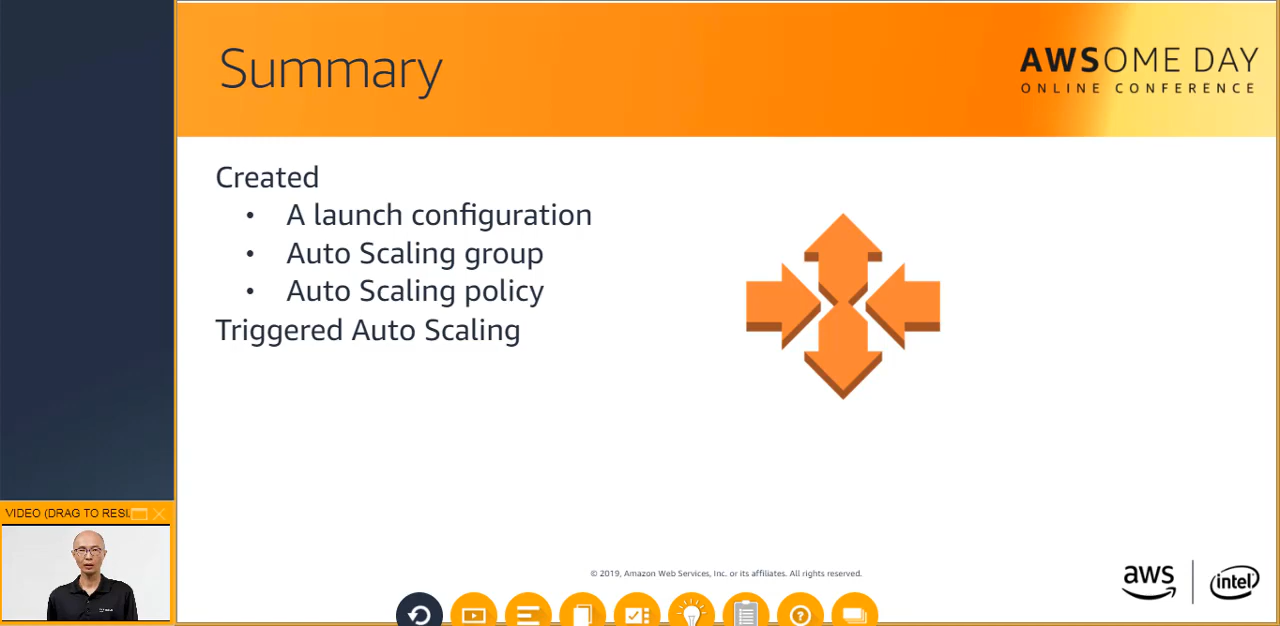 Summary
AWSOME DAY
ONLINE CONFERENCE
Created
• A launch configuration
• Auto Scaling group
• Auto Scaling policy
Triggered Auto Scaling
VIDEO (DRAG TO RESI
© 2019, Amazon Web Services, Inc. or its affiliates. All rights reserved.
aws
intel